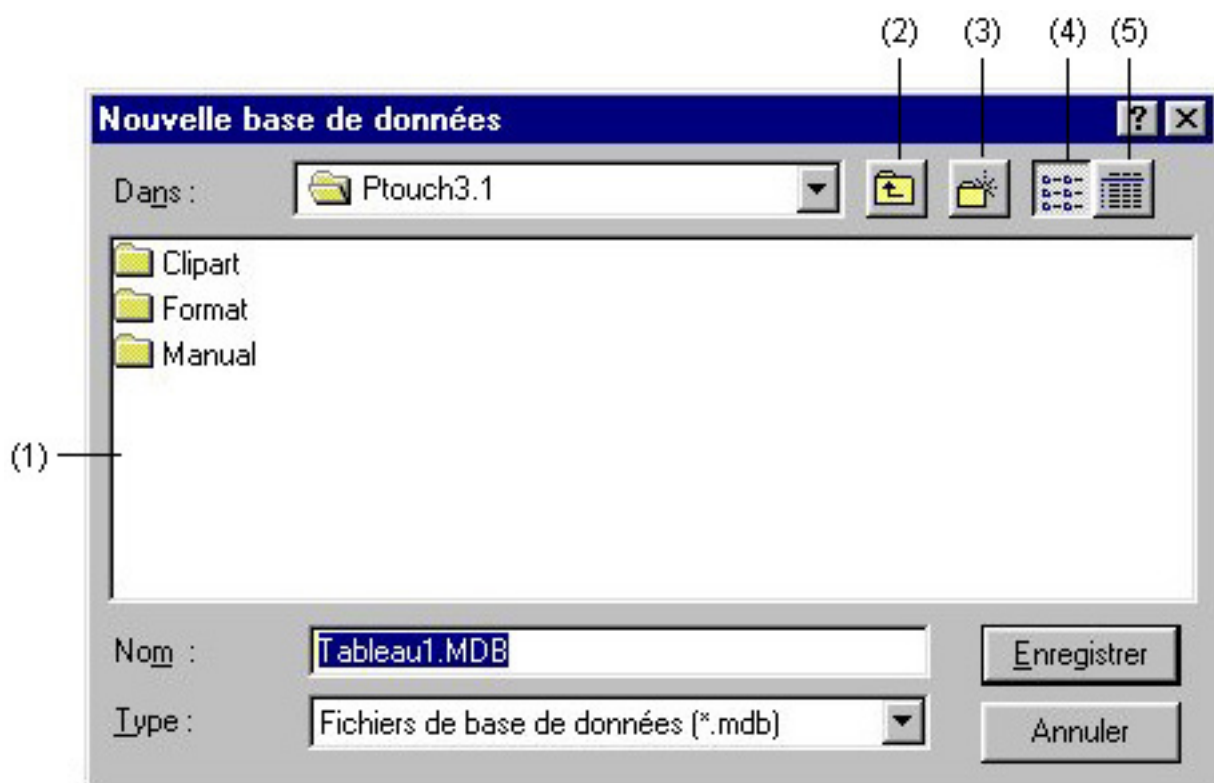 (2) (3) (4) (5)
Nouvelle base de données
Dans : Ptouch3.1
Clipart
Format
Manual
(1)
Nom : Tableau1.MDB Enregistrer
Type : Fichiers de base de données (*.mdb) Annuler